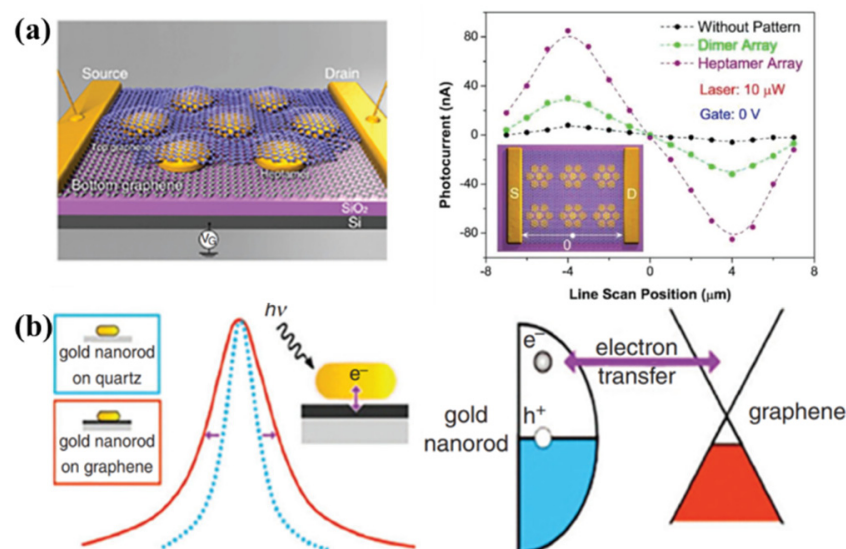 (a)
Source
Drain
Top graphene
Heptamer
Bottom graphene
SiO₂
Si
VG
Photocurrent (nA)
80
40
0
-40
-80
Without Pattern
Dimer Array
Heptamer Array
Laser: 10 μW
Gate: 0 V
S
D
0
-8
-4
0
4
8
Line Scan Position (μm)
(b)
gold nanorod
on quartz
gold nanorod
on graphene
hν
e⁻
e⁻
electron
transfer
h⁺
gold
nanorod
graphene